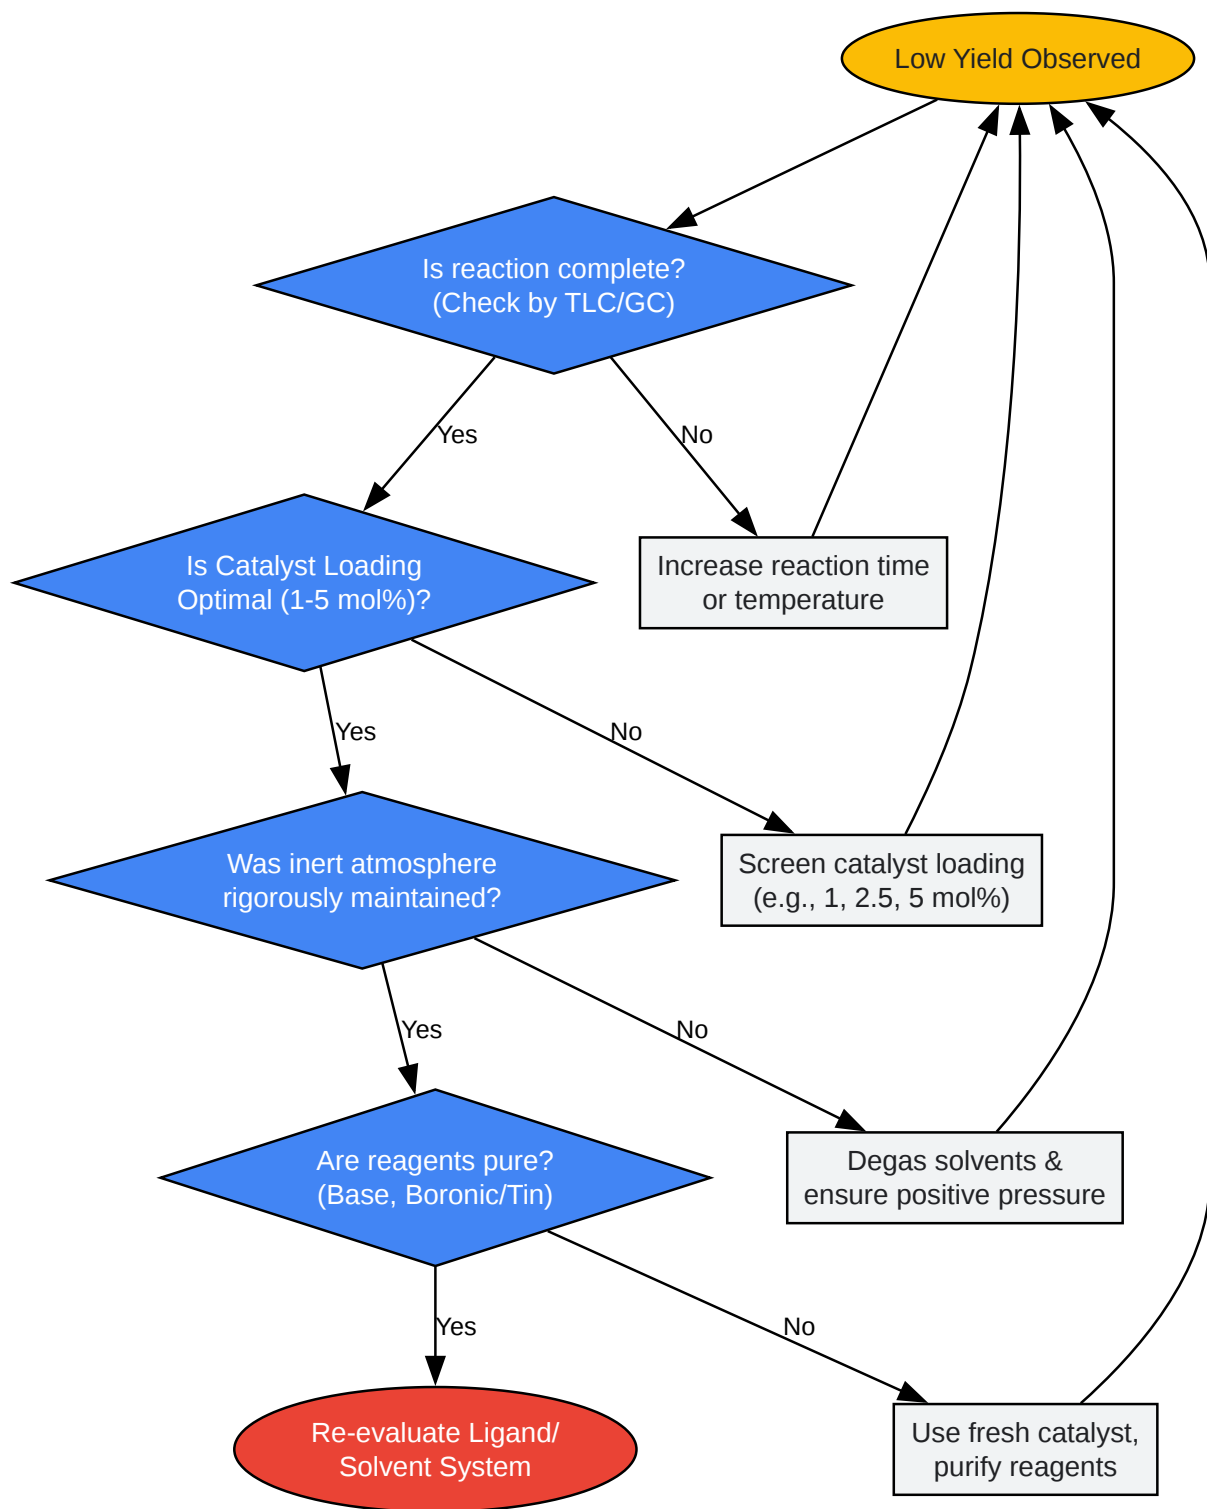 Low Yield Observed
Is reaction complete?
(Check by TLC/GC)
Yes
No
Is Catalyst Loading
Optimal (1-5 mol%)?
Increase reaction time
or temperature
Yes
No
Was inert atmosphere
rigorously maintained?
Screen catalyst loading
(e.g., 1, 2.5, 5 mol%)
Yes
No
Are reagents pure?
(Base, Boronic/Tin)
Degas solvents &
ensure positive pressure
Yes
No
Re-evaluate Ligand/
Solvent System
Use fresh catalyst,
purify reagents